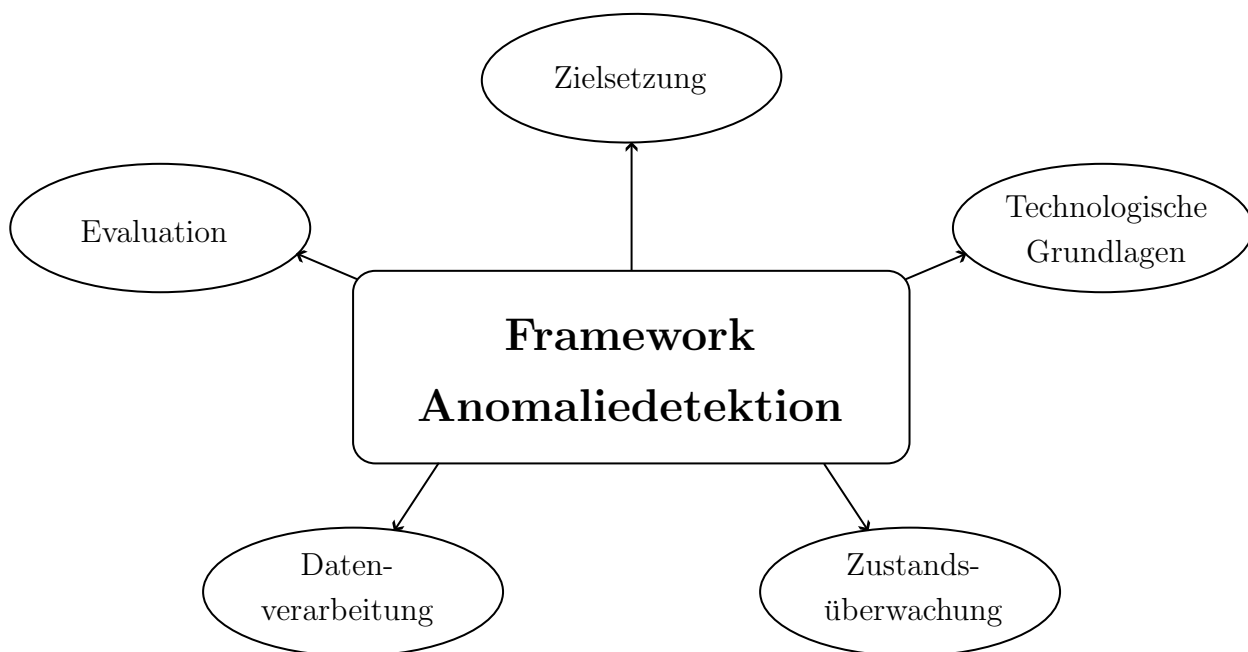 Zielsetzung
Evaluation
Technologische
Grundlagen
Framework
Anomaliedetektion
Daten-
verarbeitung
Zustands-
überwachung